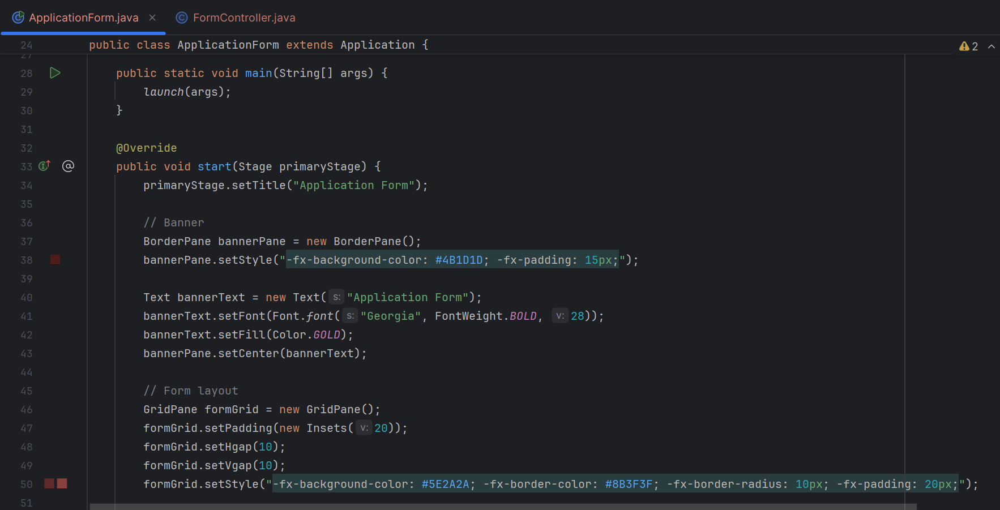 ApplicationForm.java
FormController.java
24 public class ApplicationForm extends Application {
2
27
28 public static void main(String[] args) {
29 launch(args);
30 }
31
32 @Override
33 public void start(Stage primaryStage) {
34 primaryStage.setTitle("Application Form");
35
36 // Banner
37 BorderPane bannerPane = new BorderPane();
38 bannerPane.setStyle("-fx-background-color: #4B1D1D; -fx-padding: 15px;");
39
40 Text bannerText = new Text( s: "Application Form");
41 bannerText.setFont(Font.font( s: "Georgia", FontWeight.BOLD, v: 28));
42 bannerText.setFill(Color.GOLD);
43 bannerPane.setCenter(bannerText);
44
45 // Form layout
46 GridPane formGrid = new GridPane();
47 formGrid.setPadding(new Insets( v: 20));
48 formGrid.setHgap(10);
49 formGrid.setVgap(10);
50 formGrid.setStyle("-fx-background-color: #5E2A2A; -fx-border-color: #8B3F3F; -fx-border-radius: 10px; -fx-padding: 20px;");
51